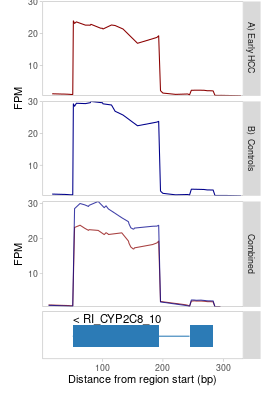 30
20
10
FPM
A) Early HCC
30
20
10
B) Controls
30
20
10
FPM
Combined
< RI_CYP2C8_10
100 200 300
Distance from region start (bp)